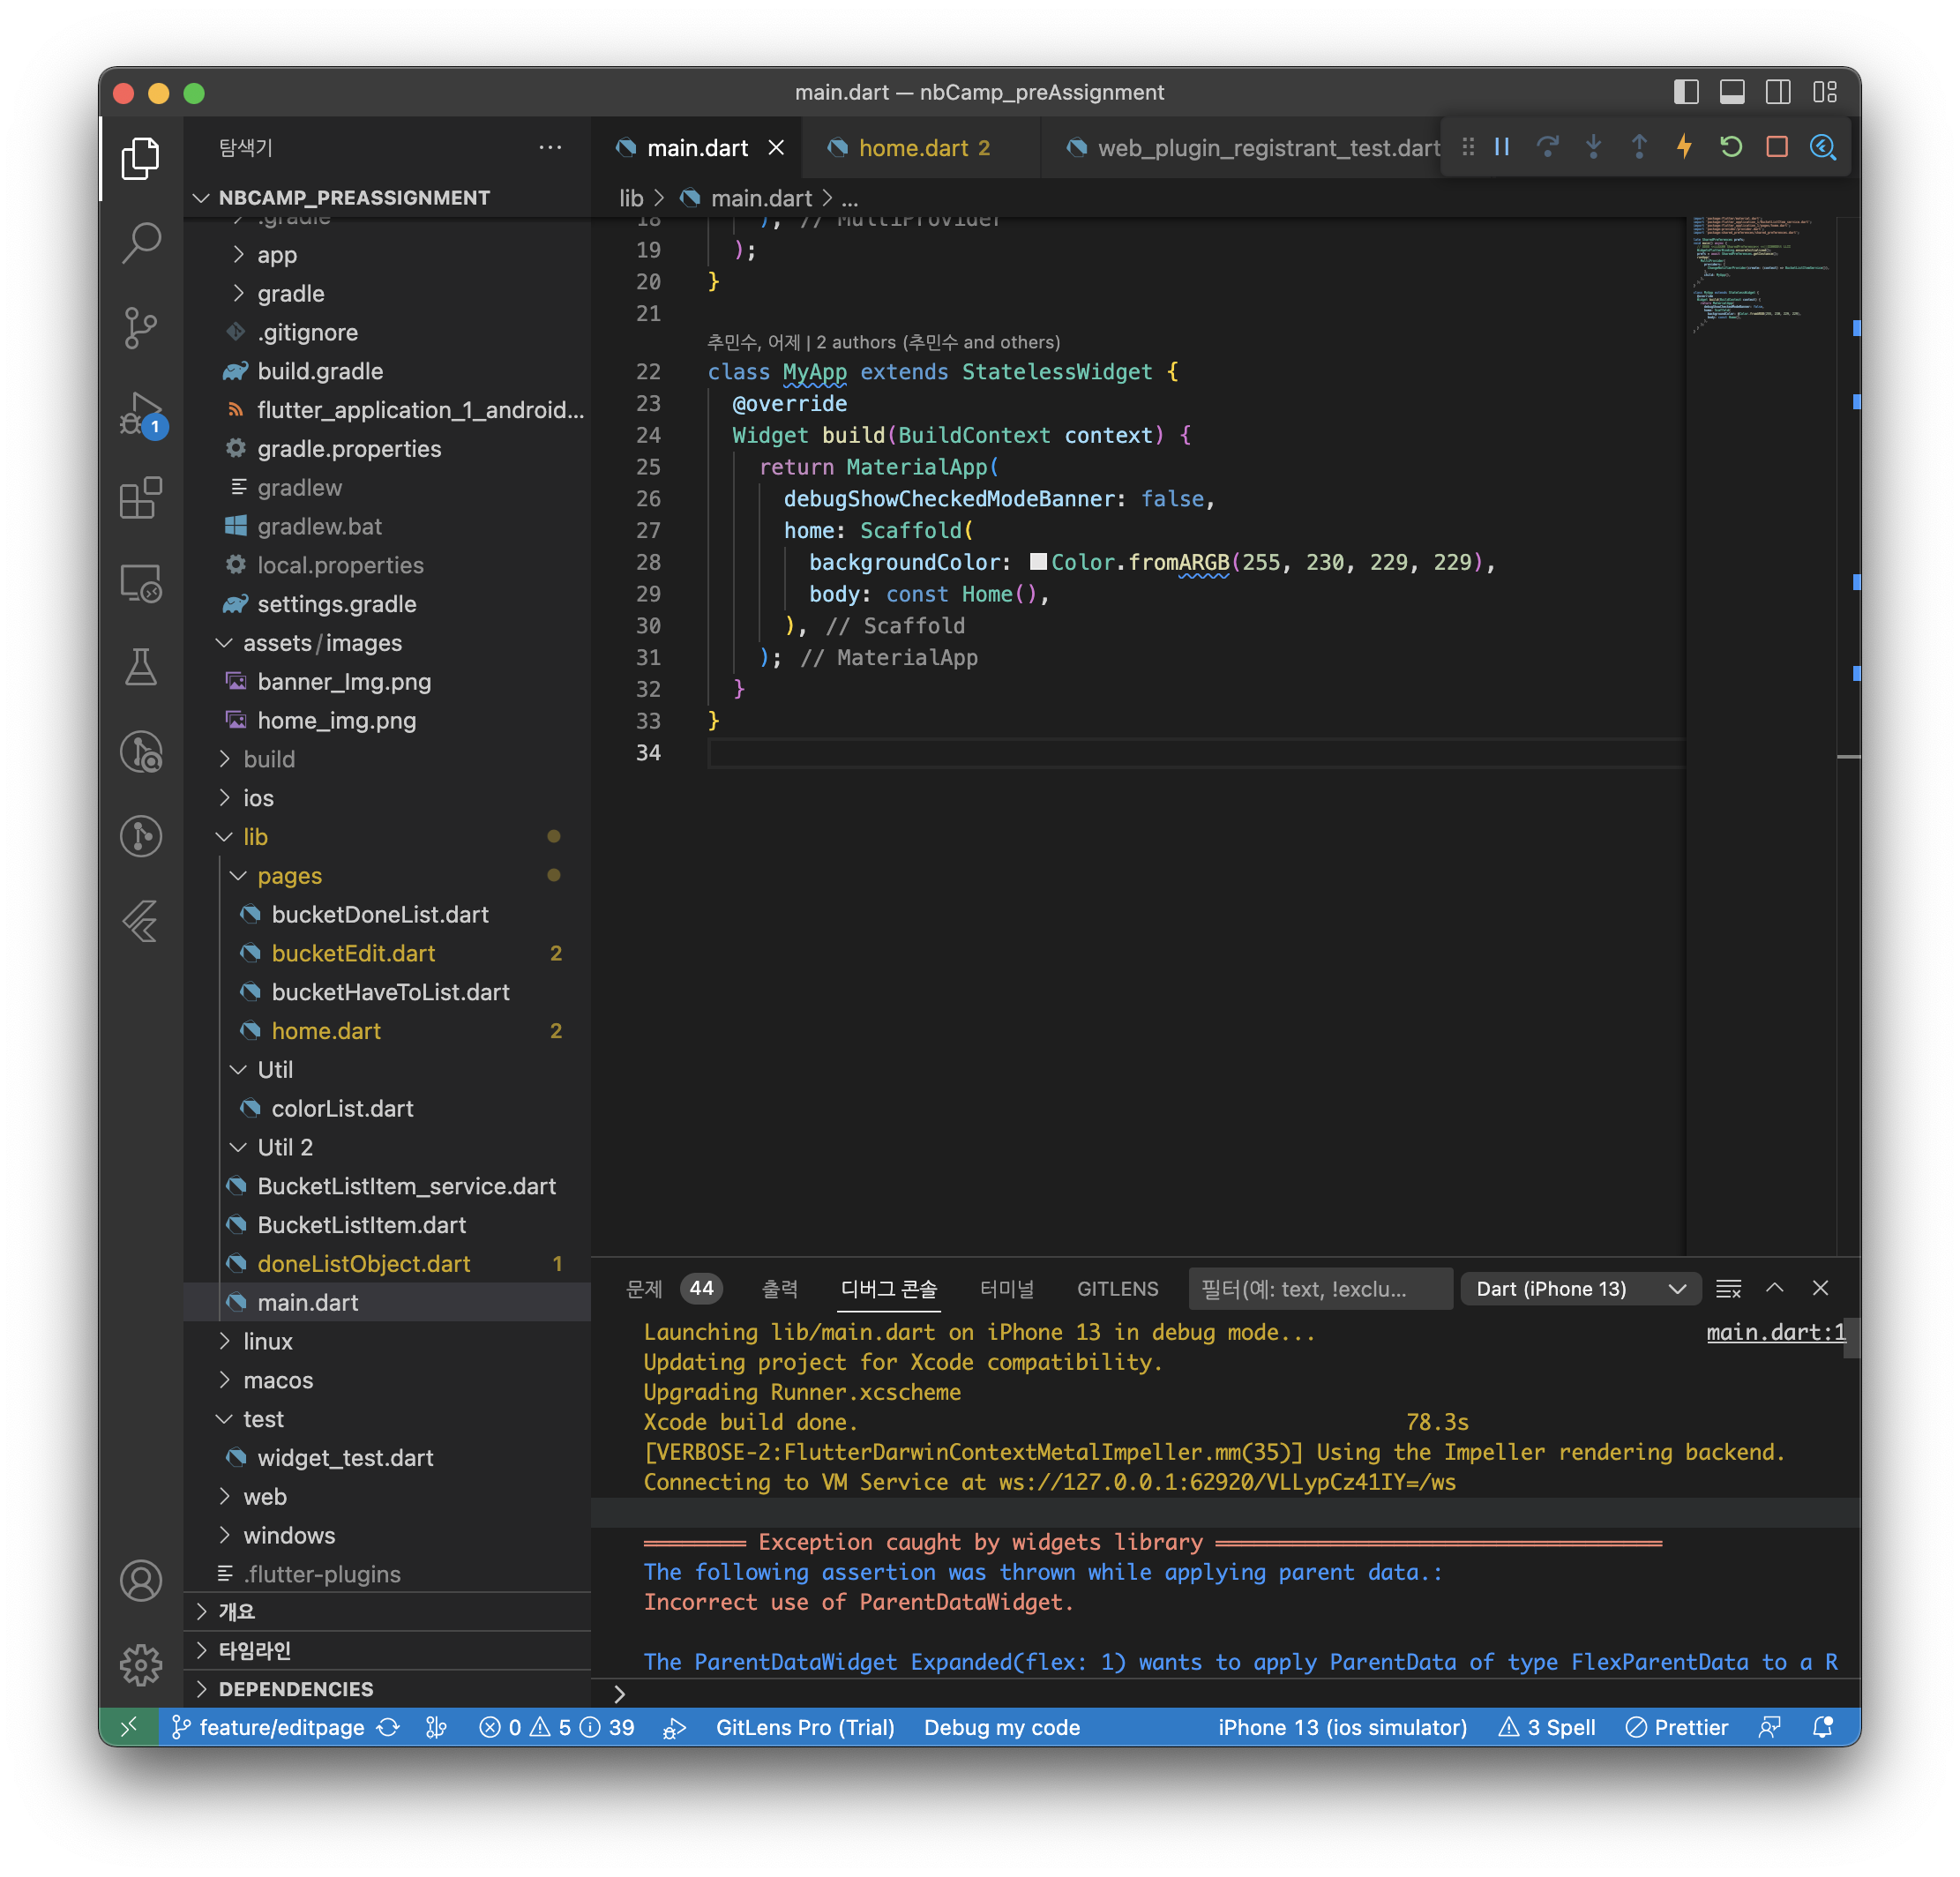 main.dart — nbCamp_preAssignment
탐색기
NBCAMP_PREASSIGNMENT
.gradle
app
gradle
.gitignore
build.gradle
flutter_application_1_android...
gradle.properties
gradlew
gradlew.bat
local.properties
settings.gradle
assets/images
banner_Img.png
home_img.png
build
ios
lib
pages
bucketDoneList.dart
bucketEdit.dart 2
bucketHaveToList.dart
home.dart 2
Util
colorList.dart
Util 2
BucketListItem_service.dart
BucketListItem.dart
doneListObject.dart 1
main.dart
linux
macos
test
widget_test.dart
web
windows
.flutter-plugins
개요
타임라인
DEPENDENCIES
1
main.dart
home.dart 2
web_plugin_registrant_test.dart
lib > main.dart > ...
18 ), // MultiProvider
19 );
20 }
21
추민수, 어제 | 2 authors (추민수 and others)
22 class MyApp extends StatelessWidget {
23 @override
24 Widget build(BuildContext context) {
25 return MaterialApp(
26 debugShowCheckedModeBanner: false,
27 home: Scaffold(
28 backgroundColor: Color.fromARGB(255, 230, 229, 229),
29 body: const Home(),
30 ), // Scaffold
31 ); // MaterialApp
32 }
33 }
34
문제 44 출력 디버그 콘솔 터미널 GITLENS 필터(예: text, !exclu... Dart (iPhone 13)
Launching lib/main.dart on iPhone 13 in debug mode... main.dart:1
Updating project for Xcode compatibility.
Upgrading Runner.xcscheme
Xcode build done. 78.3s
[VERBOSE-2:FlutterDarwinContextMetalImpeller.mm(35)] Using the Impeller rendering backend.
Connecting to VM Service at ws://127.0.0.1:62920/VLLypCz41IY=/ws
════════ Exception caught by widgets library ═══════════════════════════════════
The following assertion was thrown while applying parent data.:
Incorrect use of ParentDataWidget.
The ParentDataWidget Expanded(flex: 1) wants to apply ParentData of type FlexParentData to a R
>
feature/editpage 0 5 39 GitLens Pro (Trial) Debug my code iPhone 13 (ios simulator) 3 Spell Prettier